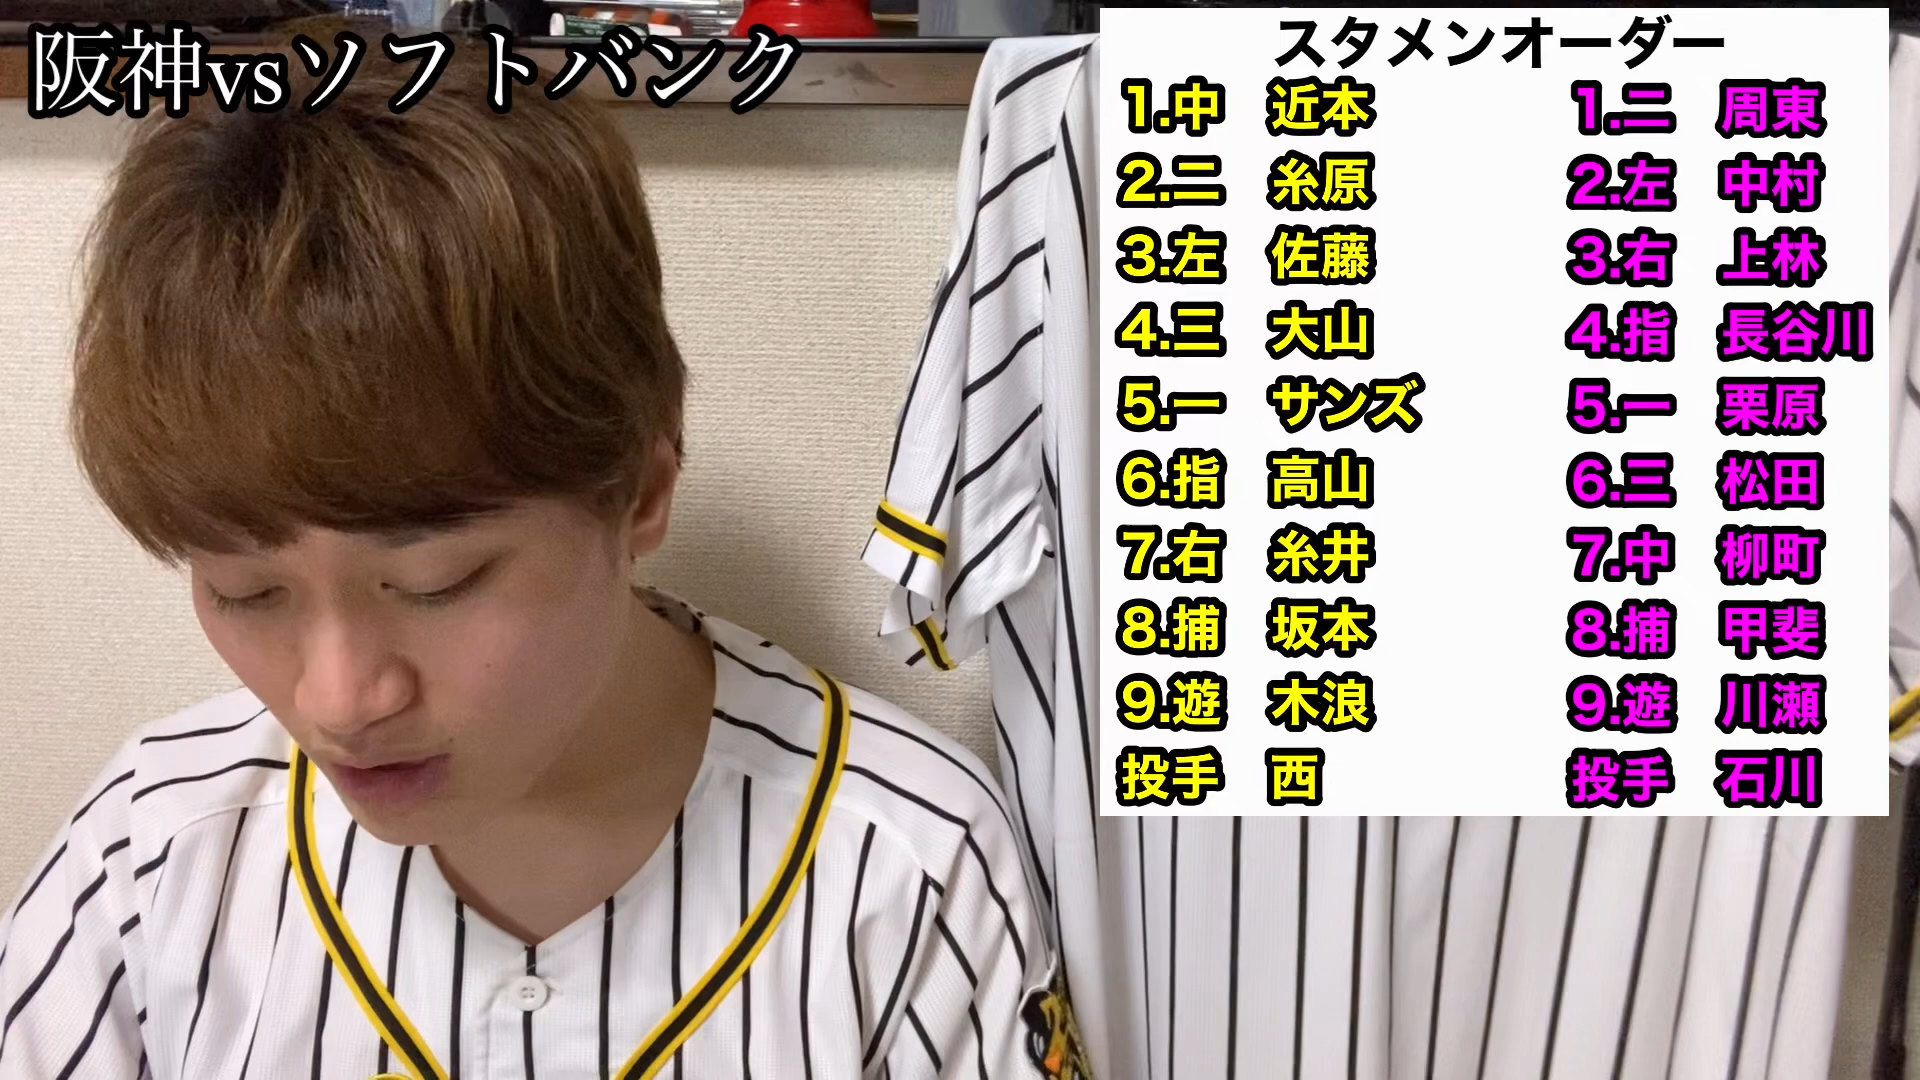 阪神vsソフトバンク
スタメンオーダー
1.中 近本 1.二 周東
2.二 糸原 2.左 中村
3.左 佐藤 3.右 上林
4.三 大山 4.指 長谷川
5.一 サンズ 5.一 栗原
6.指 高山 6.三 松田
7.右 糸井 7.中 柳町
8.捕 坂本 8.捕 甲斐
9.遊 木浪 9.遊 川瀬
投手 西 投手 石川